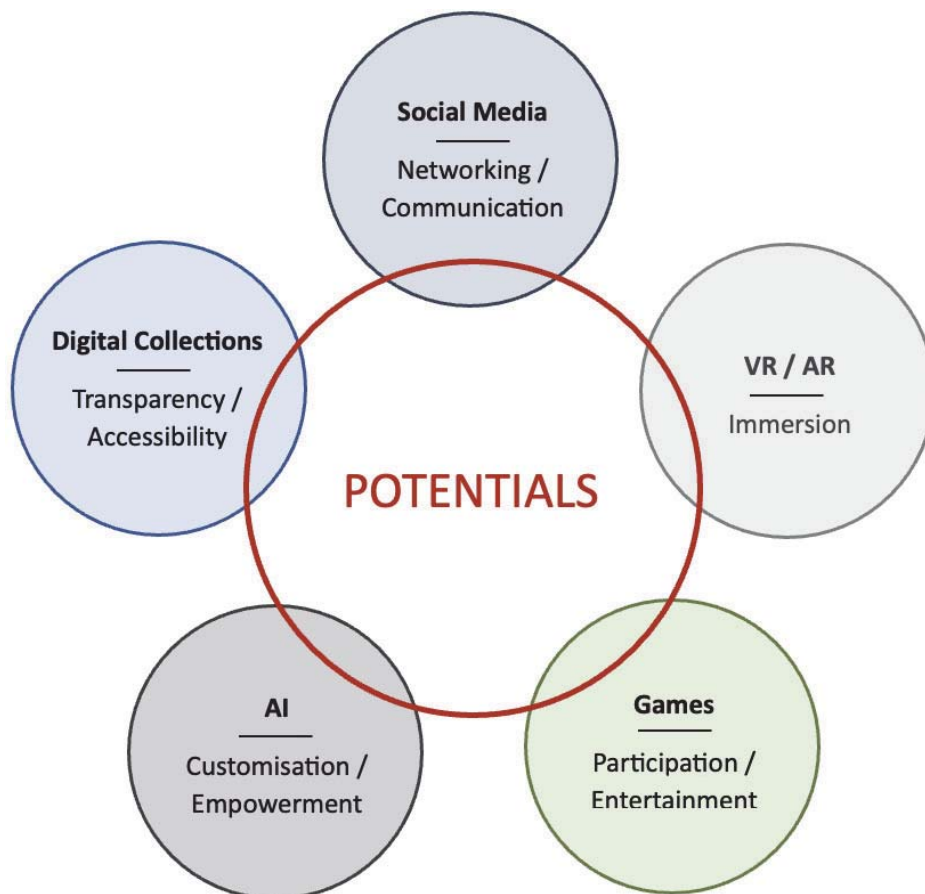 Social Media
Networking /
Communication
Digital Collections
Transparency /
Accessibility
VR / AR
Immersion
POTENTIALS
AI
Customisation /
Empowerment
Games
Participation /
Entertainment